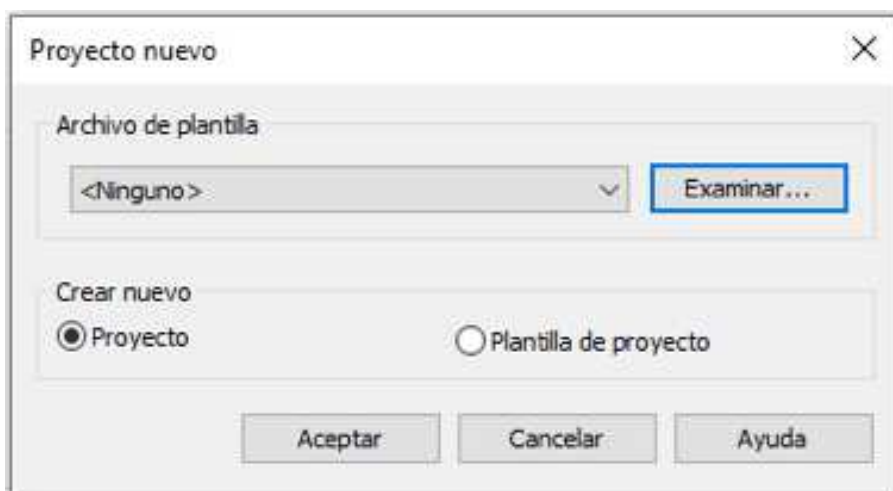 Proyecto nuevo
Archivo de plantilla
<Ninguno>
Examinar...
Crear nuevo
Proyecto
Plantilla de proyecto
Aceptar
Cancelar
Ayuda